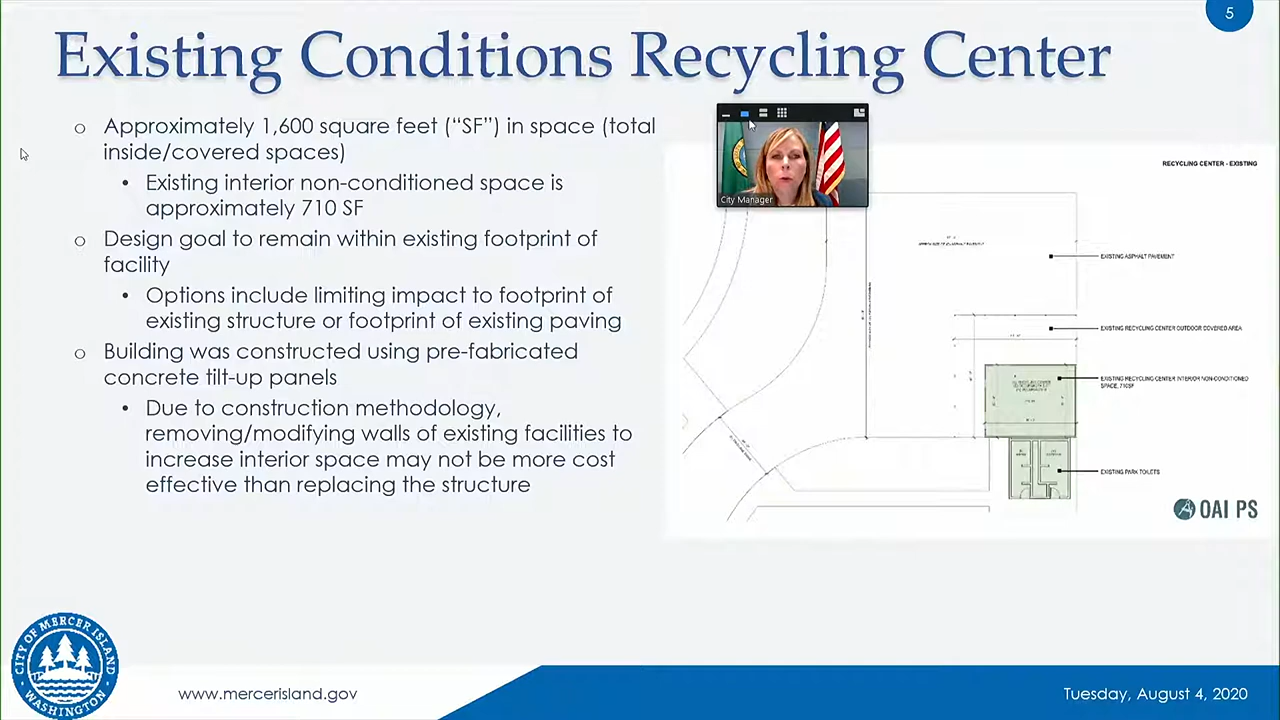 5
Existing Conditions Recycling Center
o Approximately 1,600 square feet (“SF”) in space (total
inside/covered spaces)
• Existing interior non-conditioned space is
approximately 710 SF
o Design goal to remain within existing footprint of
facility
• Options include limiting impact to footprint of
existing structure or footprint of existing paving
o Building was constructed using pre-fabricated
concrete tilt-up panels
• Due to construction methodology,
removing/modifying walls of existing facilities to
increase interior space may not be more cost
effective than replacing the structure
City Manager
RECYCLING CENTER - EXISTING
EXISTING ASPHALT PAVEMENT
EXISTING RECYCLING CENTER OUTDOOR COVERED AREA
EXISTING RECYCLING CENTER INTERIOR NON-CONDITIONED
SPACE, 710SF
EXISTING PARK TOILETS
OAI PS
CITY OF MERCER ISLAND
WASHINGTON
www.mercerisland.gov
Tuesday, August 4, 2020